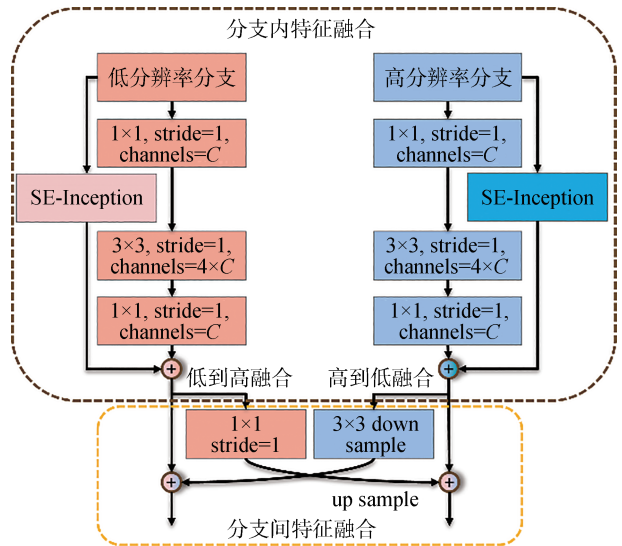 分支内特征融合
低分辨率分支
高分辨率分支
1×1, stride=1,
channels=C
1×1, stride=1,
channels=C
SE-Inception
SE-Inception
3×3, stride=1,
channels=4×C
3×3, stride=1,
channels=4×C
1×1, stride=1,
channels=C
1×1, stride=1,
channels=C
+
+
低到高融合
高到低融合
1×1
stride=1
3×3 down
sample
+
+
up sample
分支间特征融合